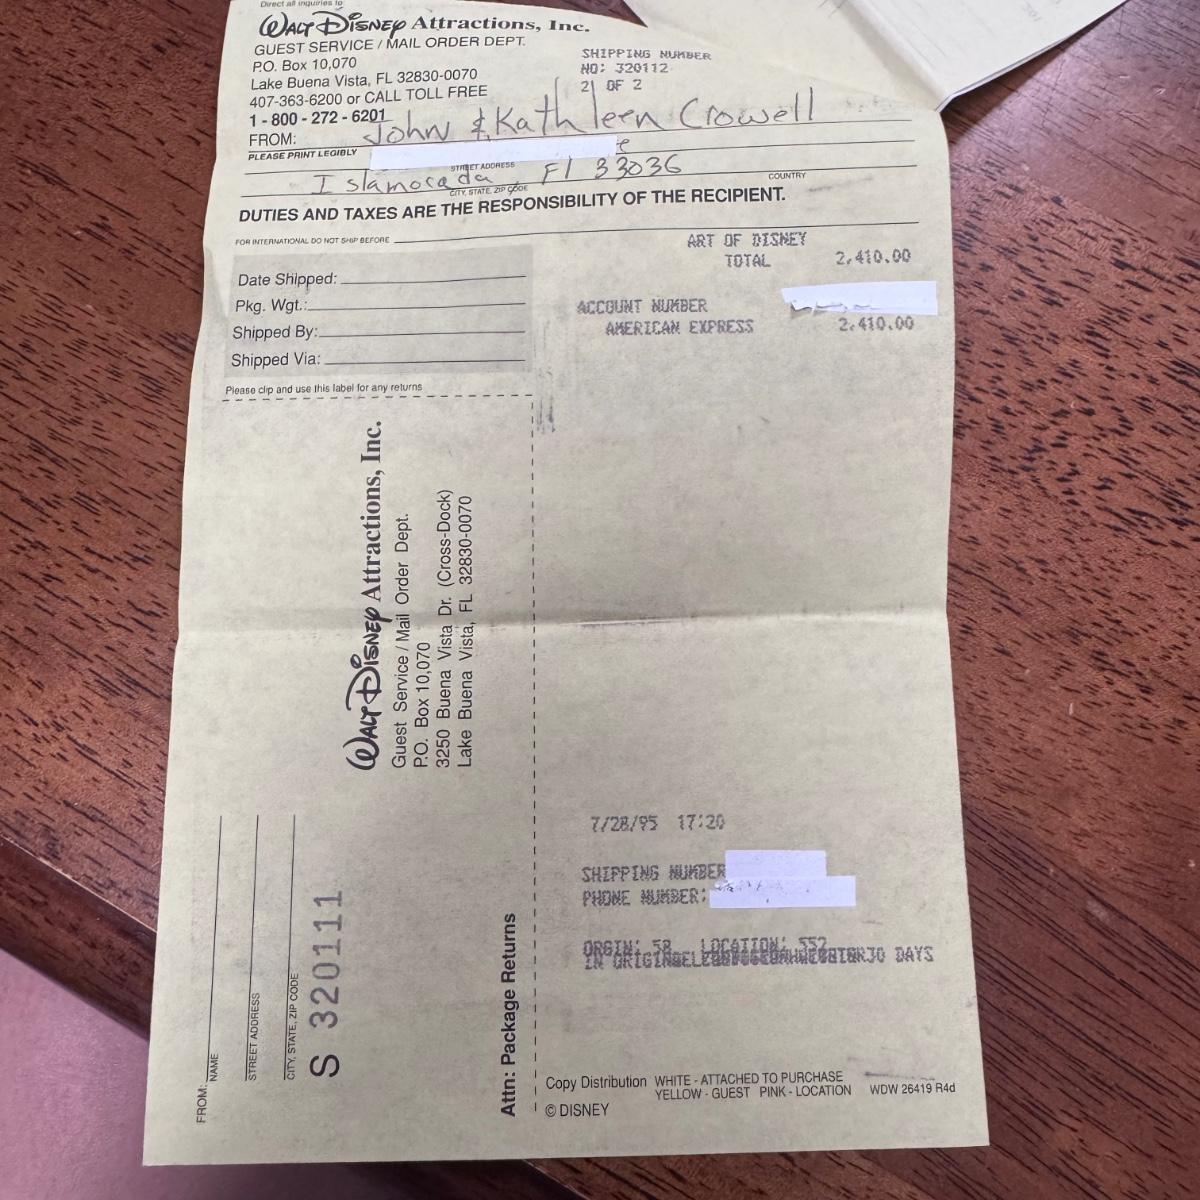 Direct all inquiries to
WALT DISNEY Attractions, Inc.
GUEST SERVICE / MAIL ORDER DEPT.
P.O. Box 10,070
Lake Buena Vista, FL 32830-0070
407-363-6200 or CALL TOLL FREE
1 - 800 - 272 - 6201
SHIPPING NUMBER
NO: 320112
2 OF 2
FROM: John & Kathleen Crowell
PLEASE PRINT LEGIBLY
STREET ADDRESS
Islamorada Fl 33036
CITY, STATE, ZIP CODE
COUNTRY
DUTIES AND TAXES ARE THE RESPONSIBILITY OF THE RECIPIENT.
FOR INTERNATIONAL DO NOT SHIP BEFORE
ART OF DISNEY
TOTAL 2,410.00
ACCOUNT NUMBER
AMERICAN EXPRESS 2,410.00
Date Shipped:
Pkg. Wgt.:
Shipped By:
Shipped Via:
Please clip and use this label for any returns
WALT DISNEY Attractions, Inc.
Guest Service / Mail Order Dept.
P.O. Box 10,070
3250 Buena Vista Dr. (Cross-Dock)
Lake Buena Vista, FL 32830-0070
FROM:
NAME
STREET ADDRESS
CITY, STATE, ZIP CODE
S 320111
Attn: Package Returns
7/28/95 17:20
SHIPPING NUMBER
PHONE NUMBER:
ORGIN: 58 LOCATION: 552
IN 30 DAYS
Copy Distribution WHITE - ATTACHED TO PURCHASE
YELLOW - GUEST PINK - LOCATION WDW 26419 R4d
© DISNEY